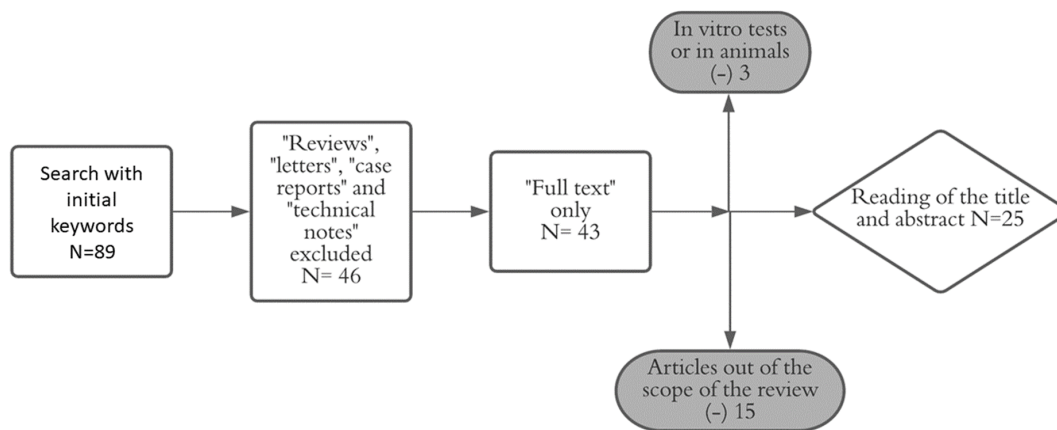 Search with
initial
keywords
N=89
"Reviews",
"letters", "case
reports" and
"technical
notes"
excluded
N= 46
"Full text"
only
N= 43
In vitro tests
or in animals
(-) 3
Articles out of the
scope of the review
(-) 15
Reading of the title
and abstract N=25